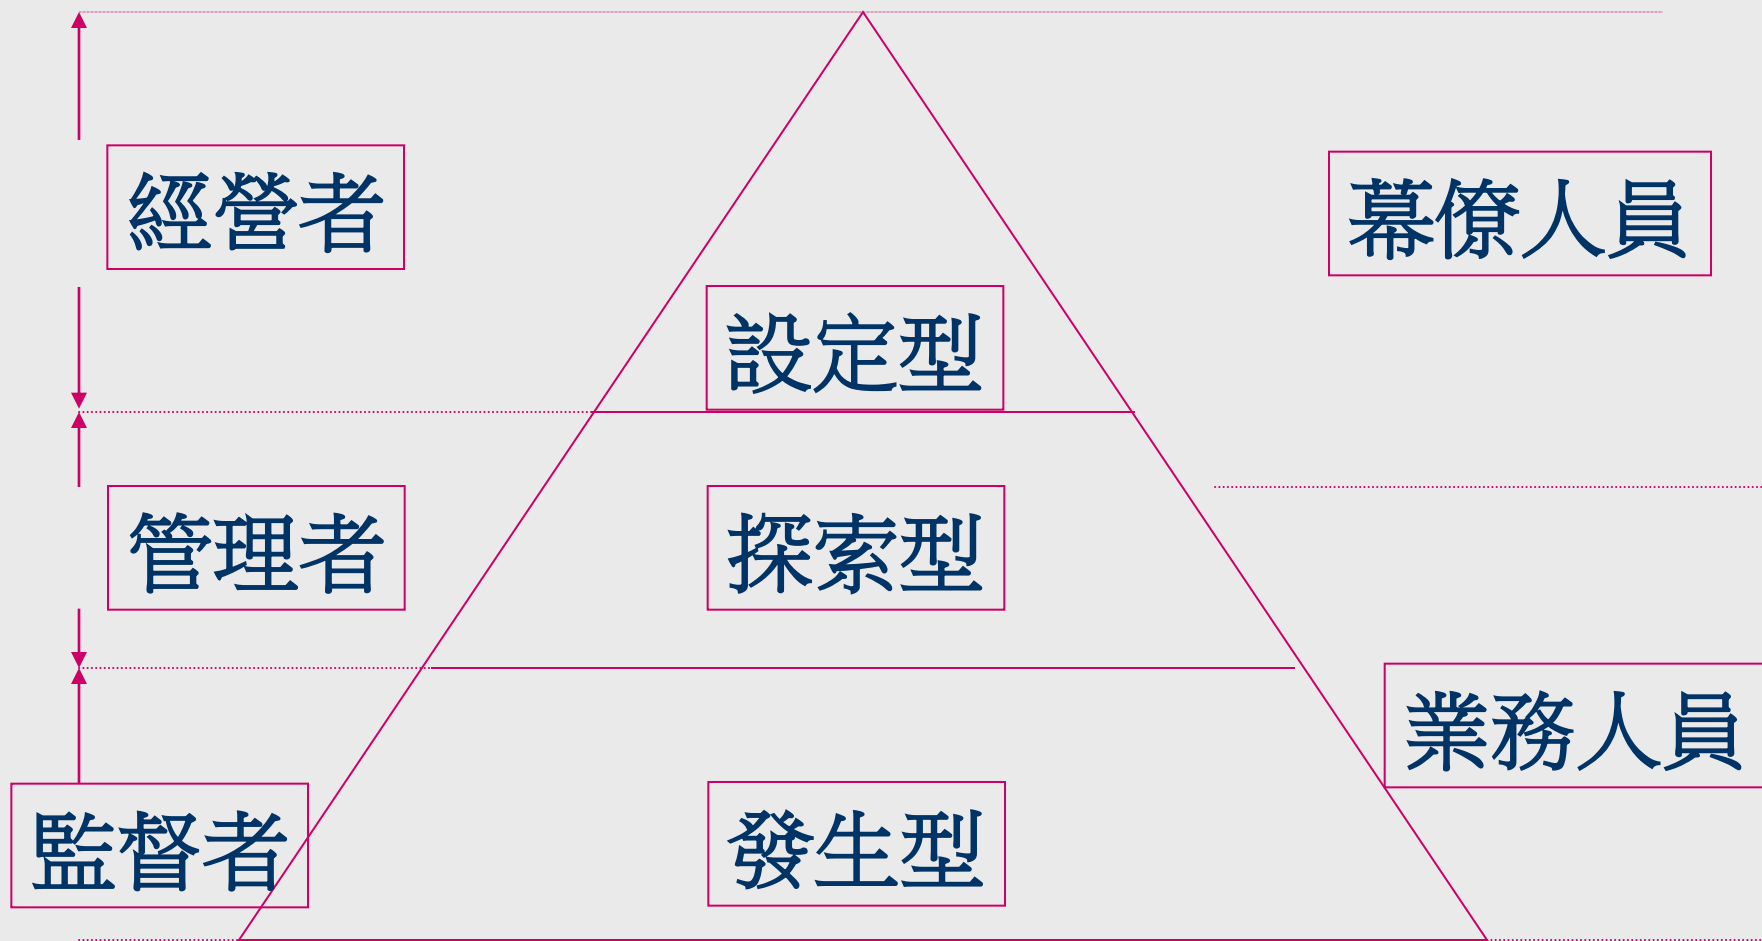 經營者
幕僚人員
設定型
管理者
探索型
業務人員
監督者
發生型